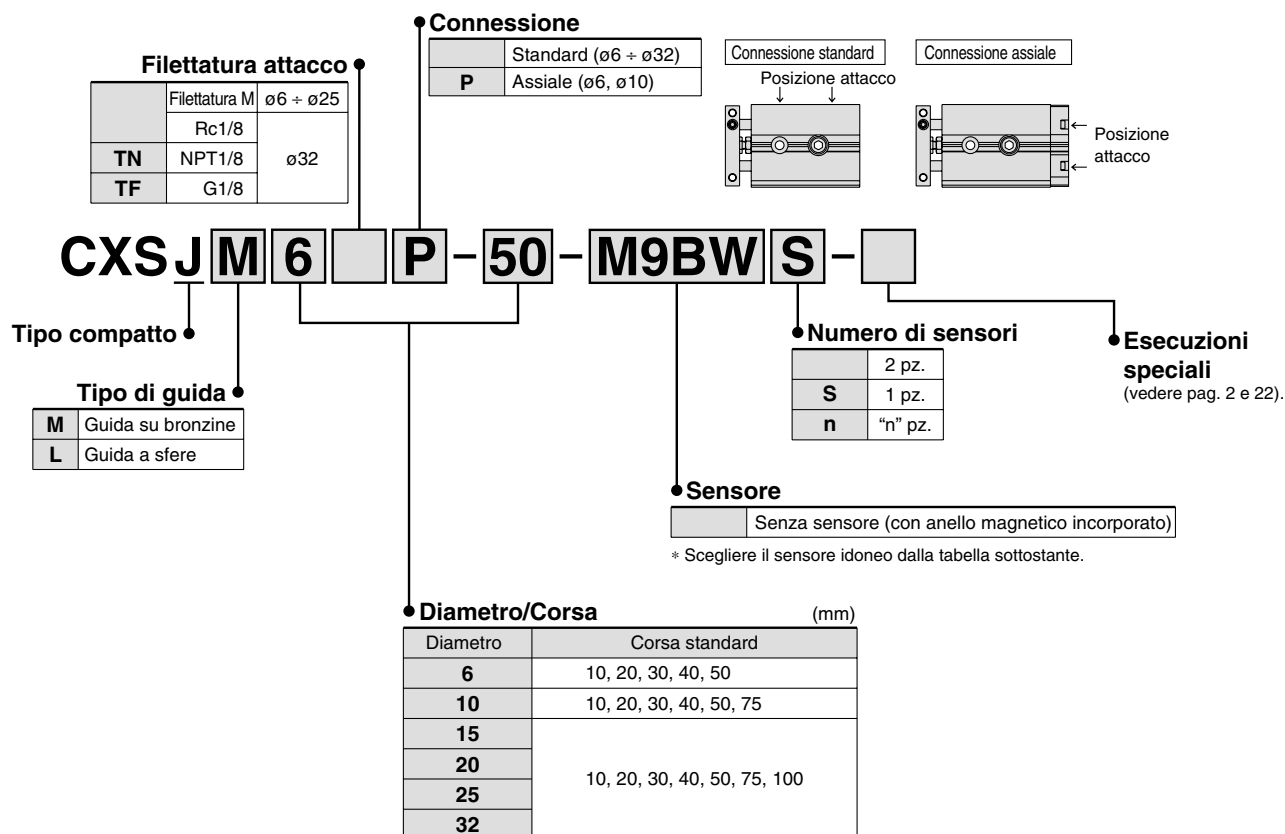 Connessione
Standard (ø6 ÷ ø32)
P Assiale (ø6, ø10)
Connessione standard
Posizione attacco
Connessione assiale
Posizione
attacco
Filettatura attacco
Filettatura M ø6 ÷ ø25
Rc1/8
TN NPT1/8 ø32
TF G1/8
CXSJ M 6 P - 50 - M9BW S -
Tipo compatto
Tipo di guida
M Guida su bronzine
L Guida a sfere
Numero di sensori
2 pz.
S 1 pz.
n “n” pz.
Esecuzioni
speciali
(vedere pag. 2 e 22).
Sensore
Senza sensore (con anello magnetico incorporato)
∗ Scegliere il sensore idoneo dalla tabella sottostante.
Diametro/Corsa (mm)
Diametro Corsa standard
6 10, 20, 30, 40, 50
10 10, 20, 30, 40, 50, 75
15
20
10, 20, 30, 40, 50, 75, 100
25
32